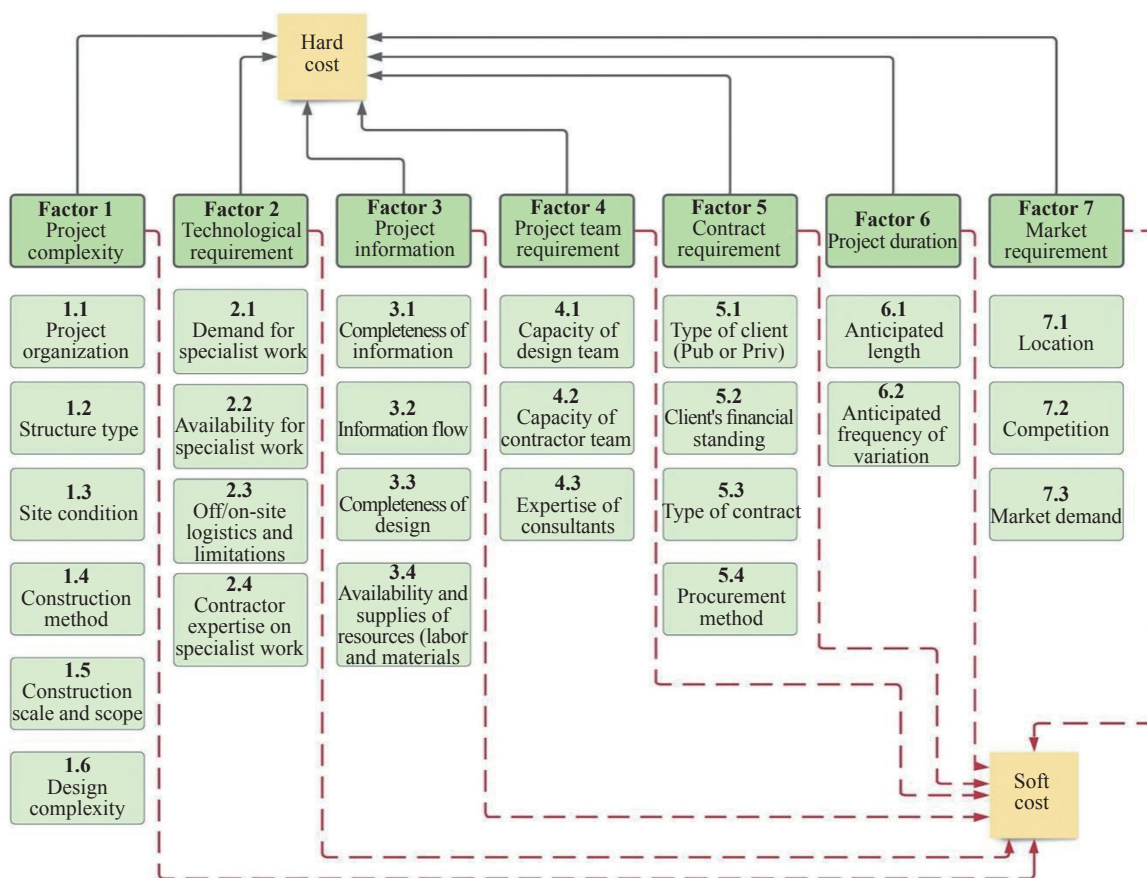 Hard
cost
Factor 1
Project
complexity
Factor 2
Technological
requirement
Factor 3
Project
information
Factor 4
Project team
requirement
Factor 5
Contract
requirement
Factor 6
Project duration
Factor 7
Market
requirement
1.1
Project
organization
1.2
Structure type
1.3
Site condition
1.4
Construction
method
1.5
Construction
scale and scope
1.6
Design
complexity
2.1
Demand for
specialist work
2.2
Availability for
specialist work
2.3
Off/on-site
logistics and
limitations
2.4
Contractor
expertise on
specialist work
3.1
Completeness of
information
3.2
Information flow
3.3
Completeness of
design
3.4
Availability and
supplies of
resources (labor
and materials
4.1
Capacity of
design team
4.2
Capacity of
contractor team
4.3
Expertise of
consultants
5.1
Type of client
(Pub or Priv)
5.2
Client's financial
standing
5.3
Type of contract
5.4
Procurement
method
6.1
Anticipated
length
6.2
Anticipated
frequency of
variation
7.1
Location
7.2
Competition
7.3
Market demand
Soft
cost